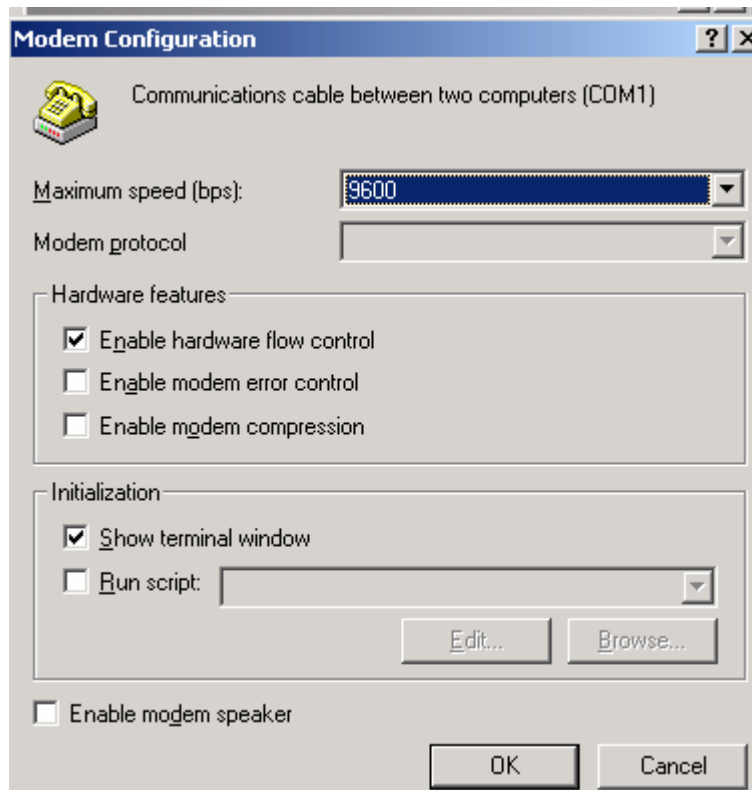 Modem Configuration
Communications cable between two computers (COM1)
Maximum speed (bps): 9600
Modem protocol
Hardware features
Enable hardware flow control
Enable modem error control
Enable modem compression
Initialization
Show terminal window
Run script:
Edit... Browse...
Enable modem speaker
OK Cancel